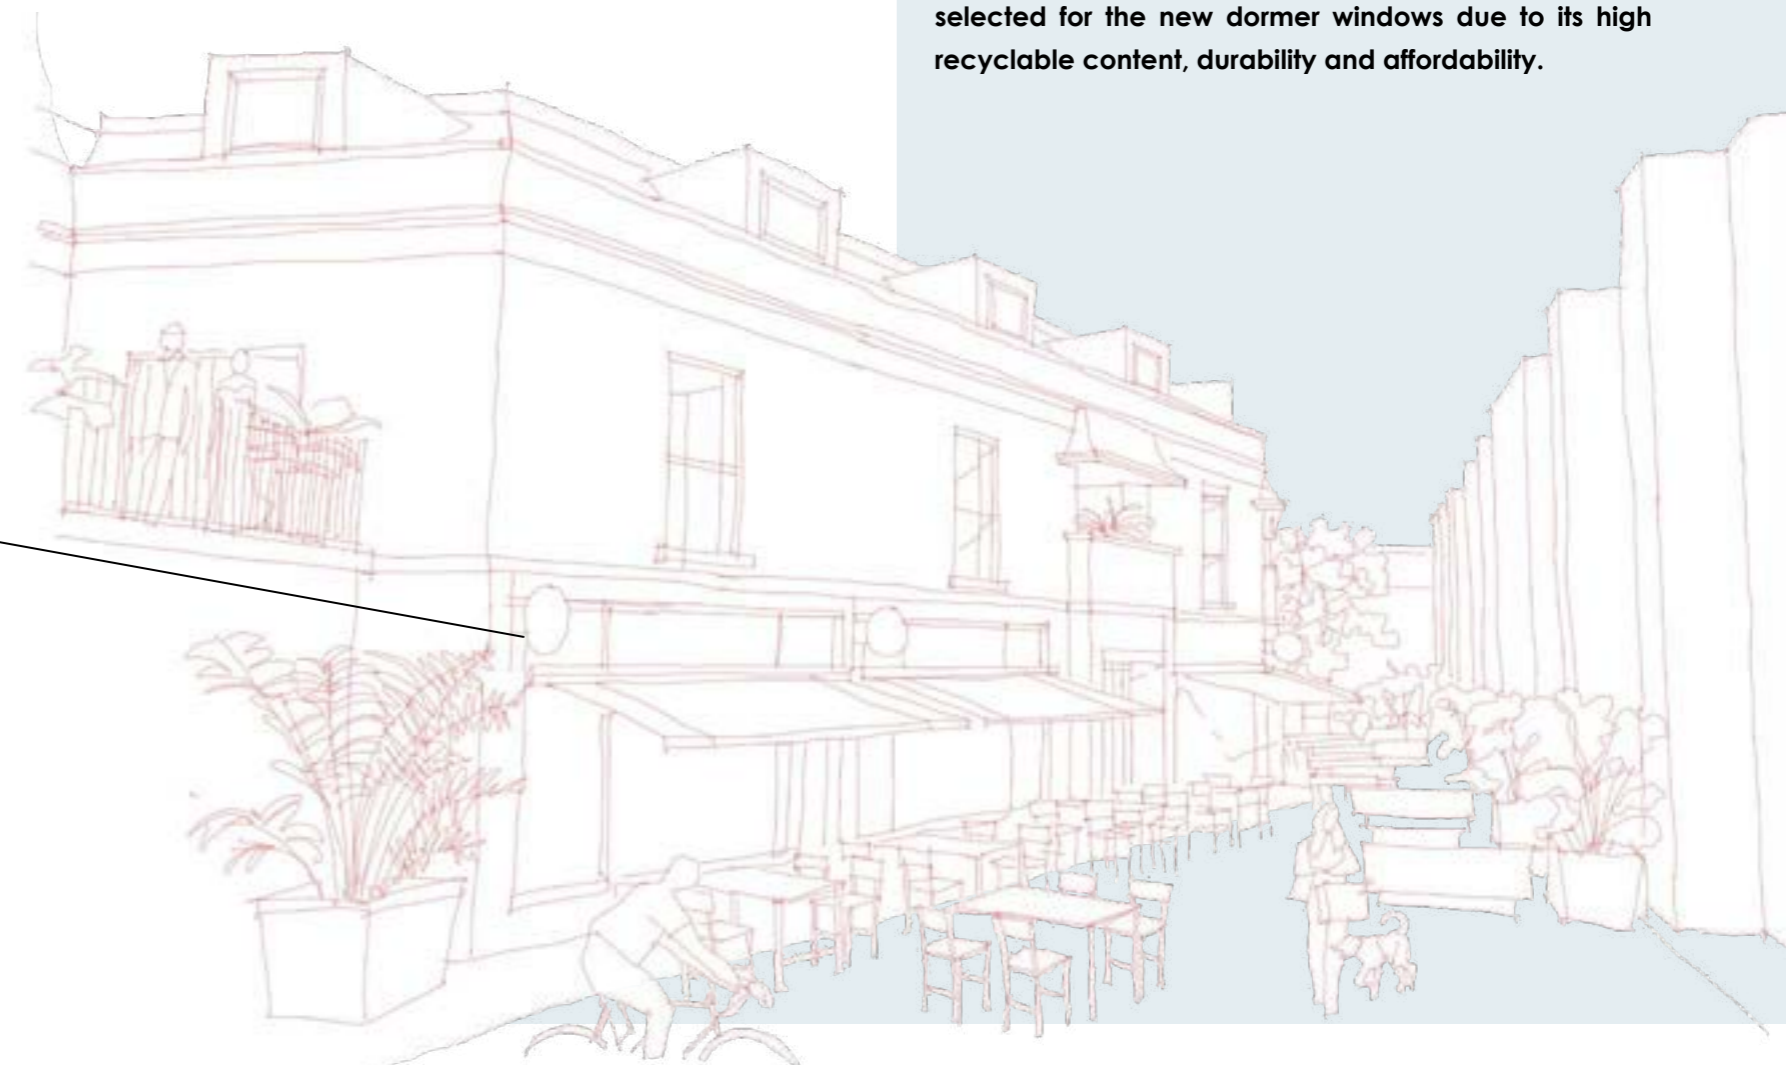 selected for the new dormer windows due to its high
recyclable content, durability and affordability.